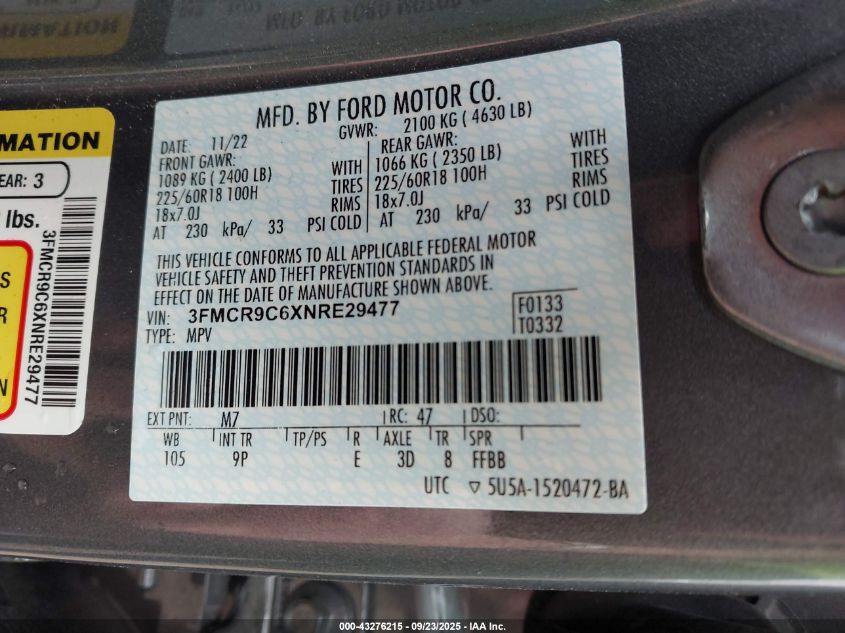 MFD. BY FORD MOTOR CO.
DATE: 11/22 GVWR: 2100 KG ( 4630 LB)
FRONT GAWR: REAR GAWR:
1089 KG ( 2400 LB) WITH 1066 KG ( 2350 LB) WITH
225/60R18 100H TIRES 225/60R18 100H TIRES
18x7.0J RIMS 18x7.0J RIMS
AT 230 kPa/ 33 PSI COLD AT 230 kPa/ 33 PSI COLD
THIS VEHICLE CONFORMS TO ALL APPLICABLE FEDERAL MOTOR
VEHICLE SAFETY AND THEFT PREVENTION STANDARDS IN
EFFECT ON THE DATE OF MANUFACTURE SHOWN ABOVE.
VIN: 3FMCR9C6XNRE29477 F0133
TYPE: MPV T0332
EXT PNT: M7 RC: 47 DSO:
WB INT TR TP/PS R AXLE TR SPR
105 9P E 3D 8 FFBB
UTC ▽ 5U5A-1520472-BA
RMATION
EAR: 3
lbs.
3FMCR9C6XNRE29477
S
R
N
000-43276215 - 09/23/2025 - IAA Inc.